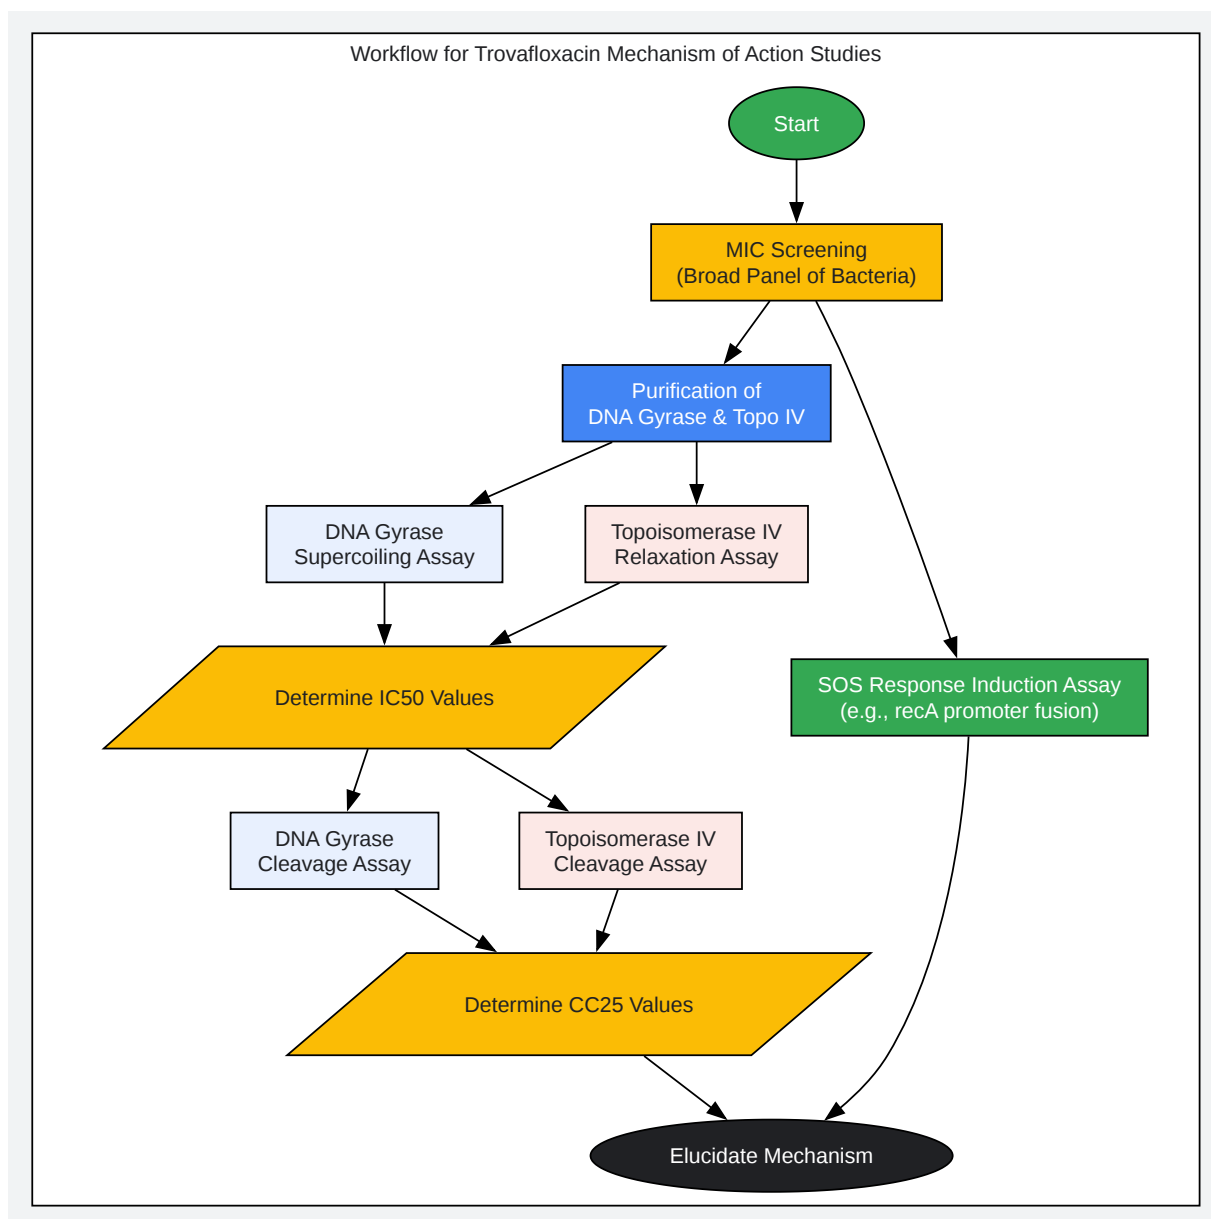 Workflow for Trovafloxacin Mechanism of Action Studies
Start
MIC Screening
(Broad Panel of Bacteria)
Purification of
DNA Gyrase & Topo IV
DNA Gyrase
Supercoiling Assay
Topoisomerase IV
Relaxation Assay
Determine IC50 Values
SOS Response Induction Assay
(e.g., recA promoter fusion)
DNA Gyrase
Cleavage Assay
Topoisomerase IV
Cleavage Assay
Determine CC25 Values
Elucidate Mechanism